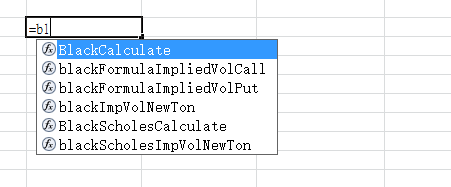 =bl
BlackCalculate
blackFormulaImpliedVolCall
blackFormulaImpliedVolPut
blackImpVolNewTon
BlackScholesCalculate
blackScholesImpVolNewTon